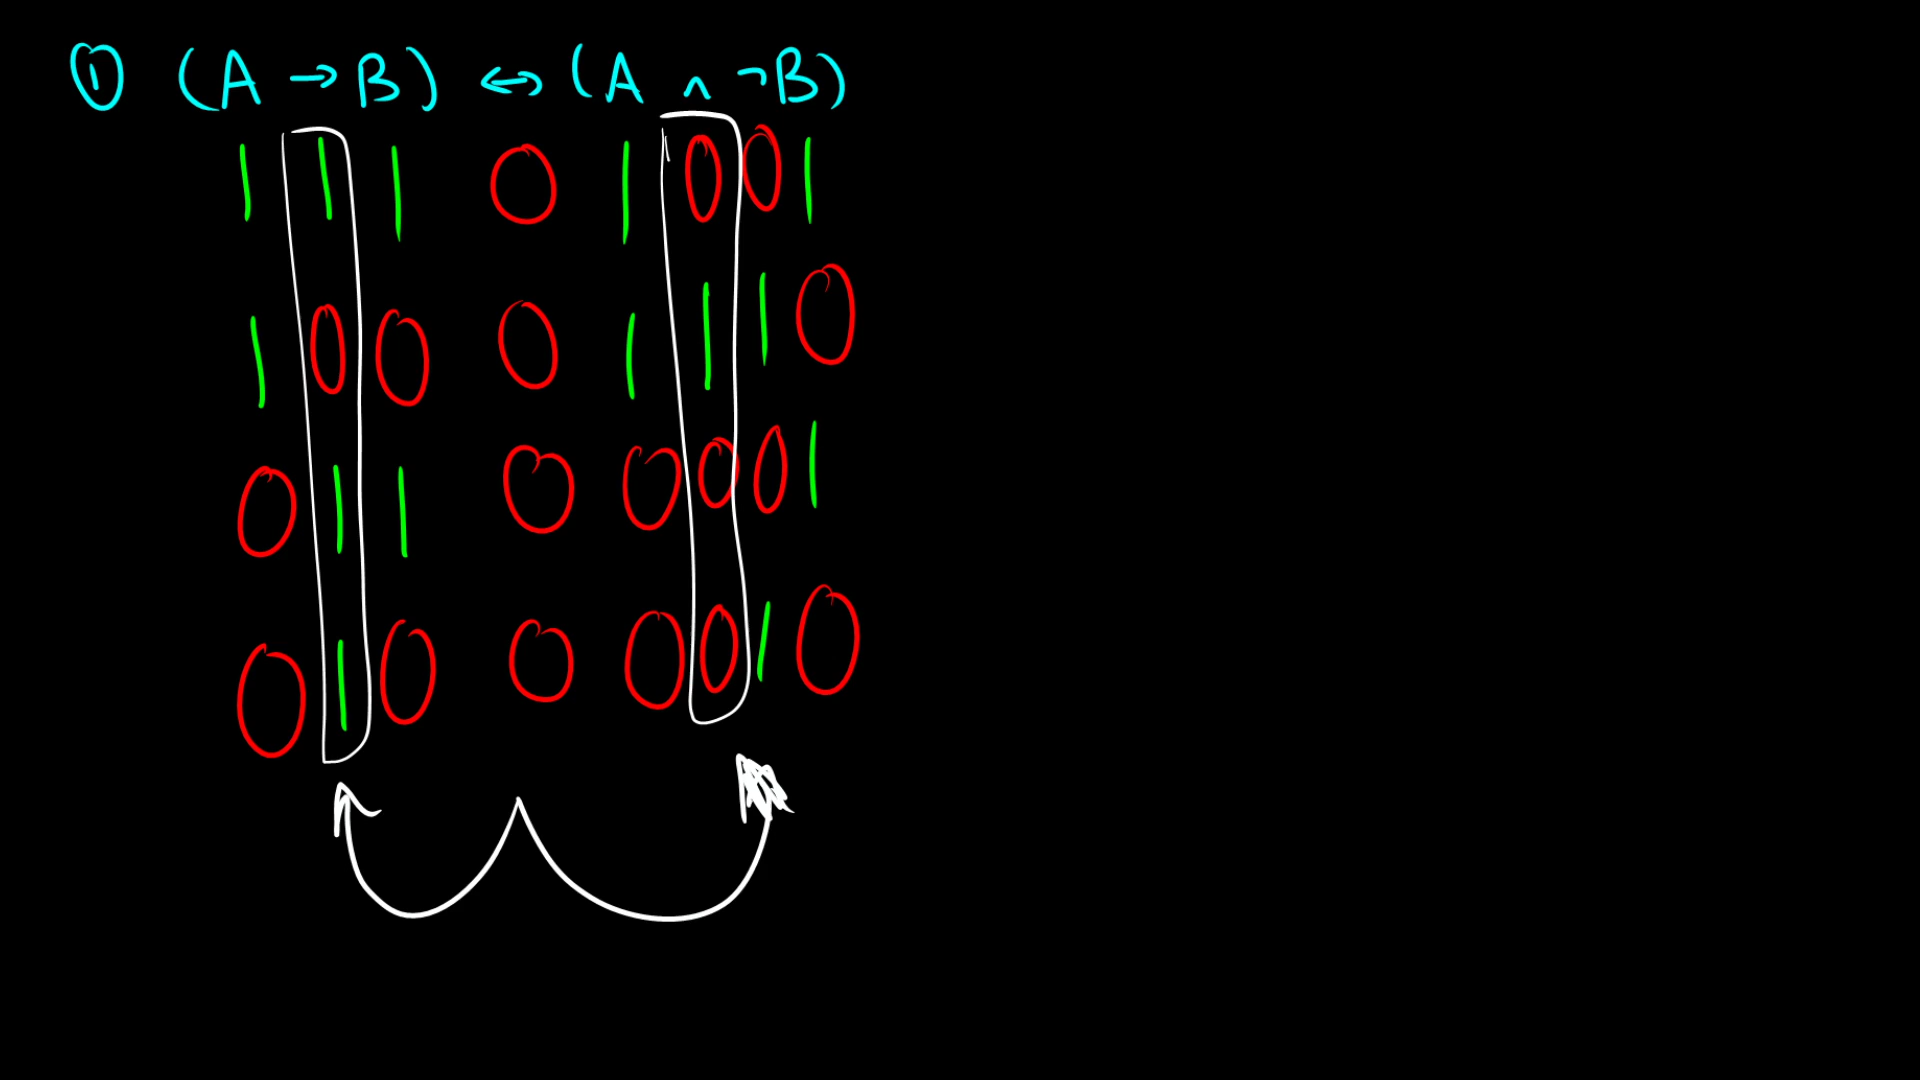 ① (A → B) ↔ (A ∧ ¬B)
1 1 1 0 1 0 0 1
1 0 0 0 1 1 1 0
0 1 1 0 0 0 0 1
0 1 0 0 0 0 1 0